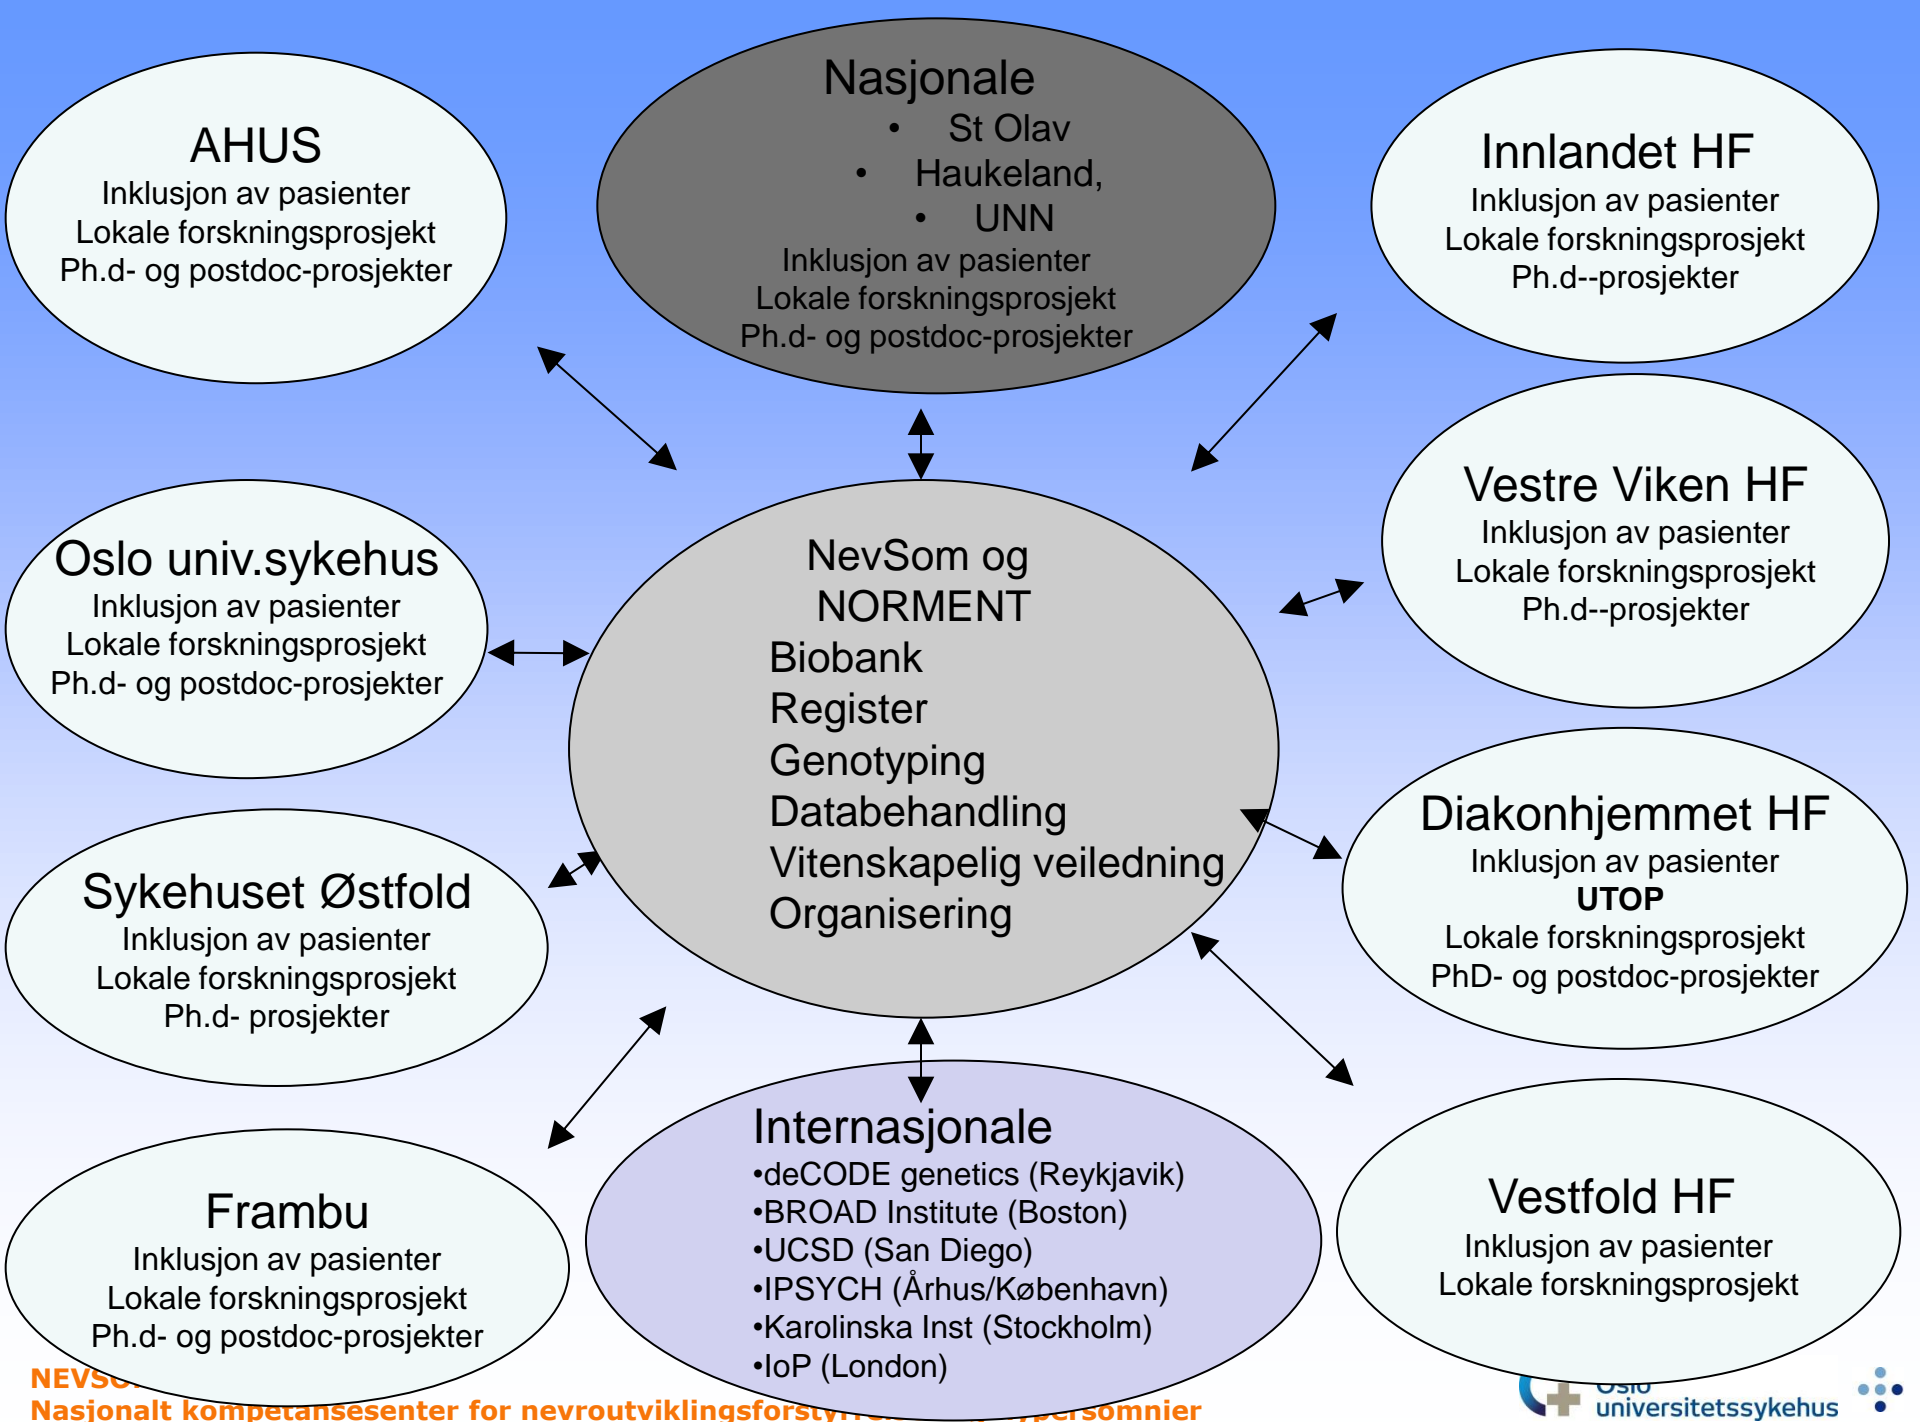 AHUS
Inklusjon av pasienter
Lokale forskningsprosjekt
Ph.d- og postdoc-prosjekter
Nasjonale
• St Olav
• Haukeland,
• UNN
Inklusjon av pasienter
Lokale forskningsprosjekt
Ph.d- og postdoc-prosjekter
Innlandet HF
Inklusjon av pasienter
Lokale forskningsprosjekt
Ph.d--prosjekter
Oslo univ.sykehus
Inklusjon av pasienter
Lokale forskningsprosjekt
Ph.d- og postdoc-prosjekter
NevSom og
NORMENT
Biobank
Register
Genotyping
Databehandling
Vitenskapelig veiledning
Organisering
Vestre Viken HF
Inklusjon av pasienter
Lokale forskningsprosjekt
Ph.d--prosjekter
Sykehuset Østfold
Inklusjon av pasienter
Lokale forskningsprosjekt
Ph.d- prosjekter
Diakonhjemmet HF
Inklusjon av pasienter
UTOP
Lokale forskningsprosjekt
PhD- og postdoc-prosjekter
Frambu
Inklusjon av pasienter
Lokale forskningsprosjekt
Ph.d- og postdoc-prosjekter
Internasjonale
•deCODE genetics (Reykjavik)
•BROAD Institute (Boston)
•UCSD (San Diego)
•IPSYCH (Århus/København)
•Karolinska Inst (Stockholm)
•IoP (London)
Vestfold HF
Inklusjon av pasienter
Lokale forskningsprosjekt
Nasjonalt kompetansesenter for
Oslo
universitetssykehus